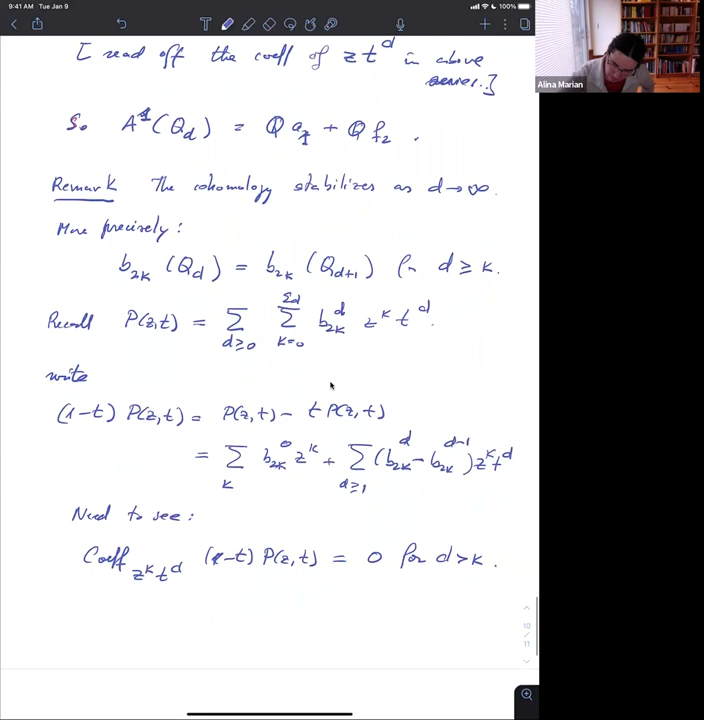 9:41 AM Tue Jan 9
100%
[ read off the coeff of z t^d in above series.]
So A^1(Q_d) = Q a_1 + Q f_2 .
Remark The cohomology stabilizes as d → ∞.
More precisely:
b_{2k} (Q_d) = b_{2k} (Q_{d+1}) for d ≥ k.
Recall P(z,t) = Σ_{d≥0} Σ_{k=0} b_{2k}^d z^k t^d.
write
(1-t) P(z,t) = P(z,t) - t P(z,t)
= Σ_k b_{2k}^0 z^k + Σ_{d≥1} (b_{2k}^d - b_{2k}^{d-1}) z^k t^d
Need to see:
Coeff_{z^k t^d} (1-t) P(z,t) = 0 for d>k.
Alina Marian
10 / 11